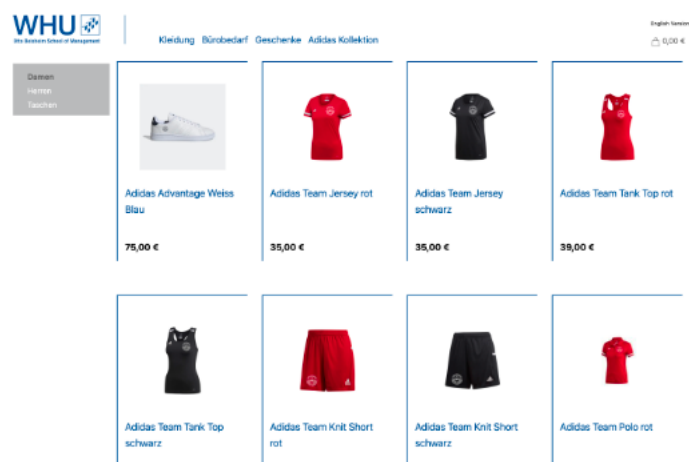 WHU
Otto Beisheim School of Management
English Version
Kleidung Bürobedarf Geschenke Adidas Kollektion
0,00 €
Damen
Herren
Taschen
Adidas Advantage Weiss
Blau
75,00 €
Adidas Team Jersey rot
35,00 €
Adidas Team Jersey
schwarz
35,00 €
Adidas Team Tank Top rot
39,00 €
Adidas Team Tank Top
schwarz
Adidas Team Knit Short
rot
Adidas Team Knit Short
schwarz
Adidas Team Polo rot